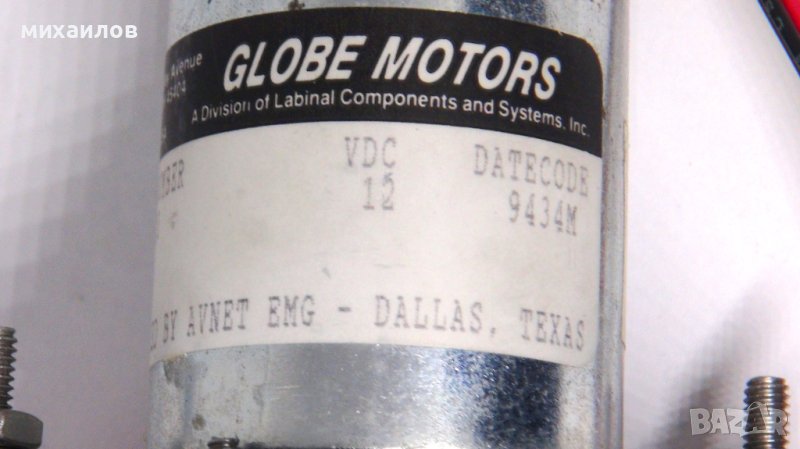 михаилов
Avenue
GLOBE MOTORS
A Division of Labinal Components and Systems, Inc.
VDC DATECODE
12 9434M
BY AVNET EMG - DALLAS, TEXAS
BAZAR